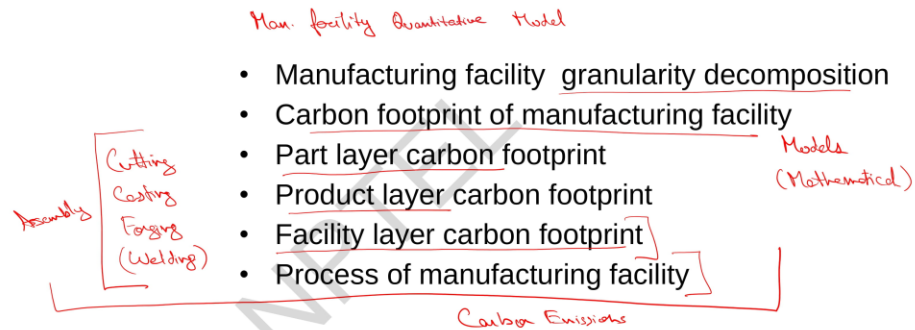 Man. facility Quantitative Model
• Manufacturing facility granularity decomposition
• Carbon footprint of manufacturing facility
• Part layer carbon footprint
• Product layer carbon footprint
• Facility layer carbon footprint
• Process of manufacturing facility
Models
(Mathematical)
Assembly
Cutting
Casting
Forging
(Welding)
Carbon Emissions
NPTEL